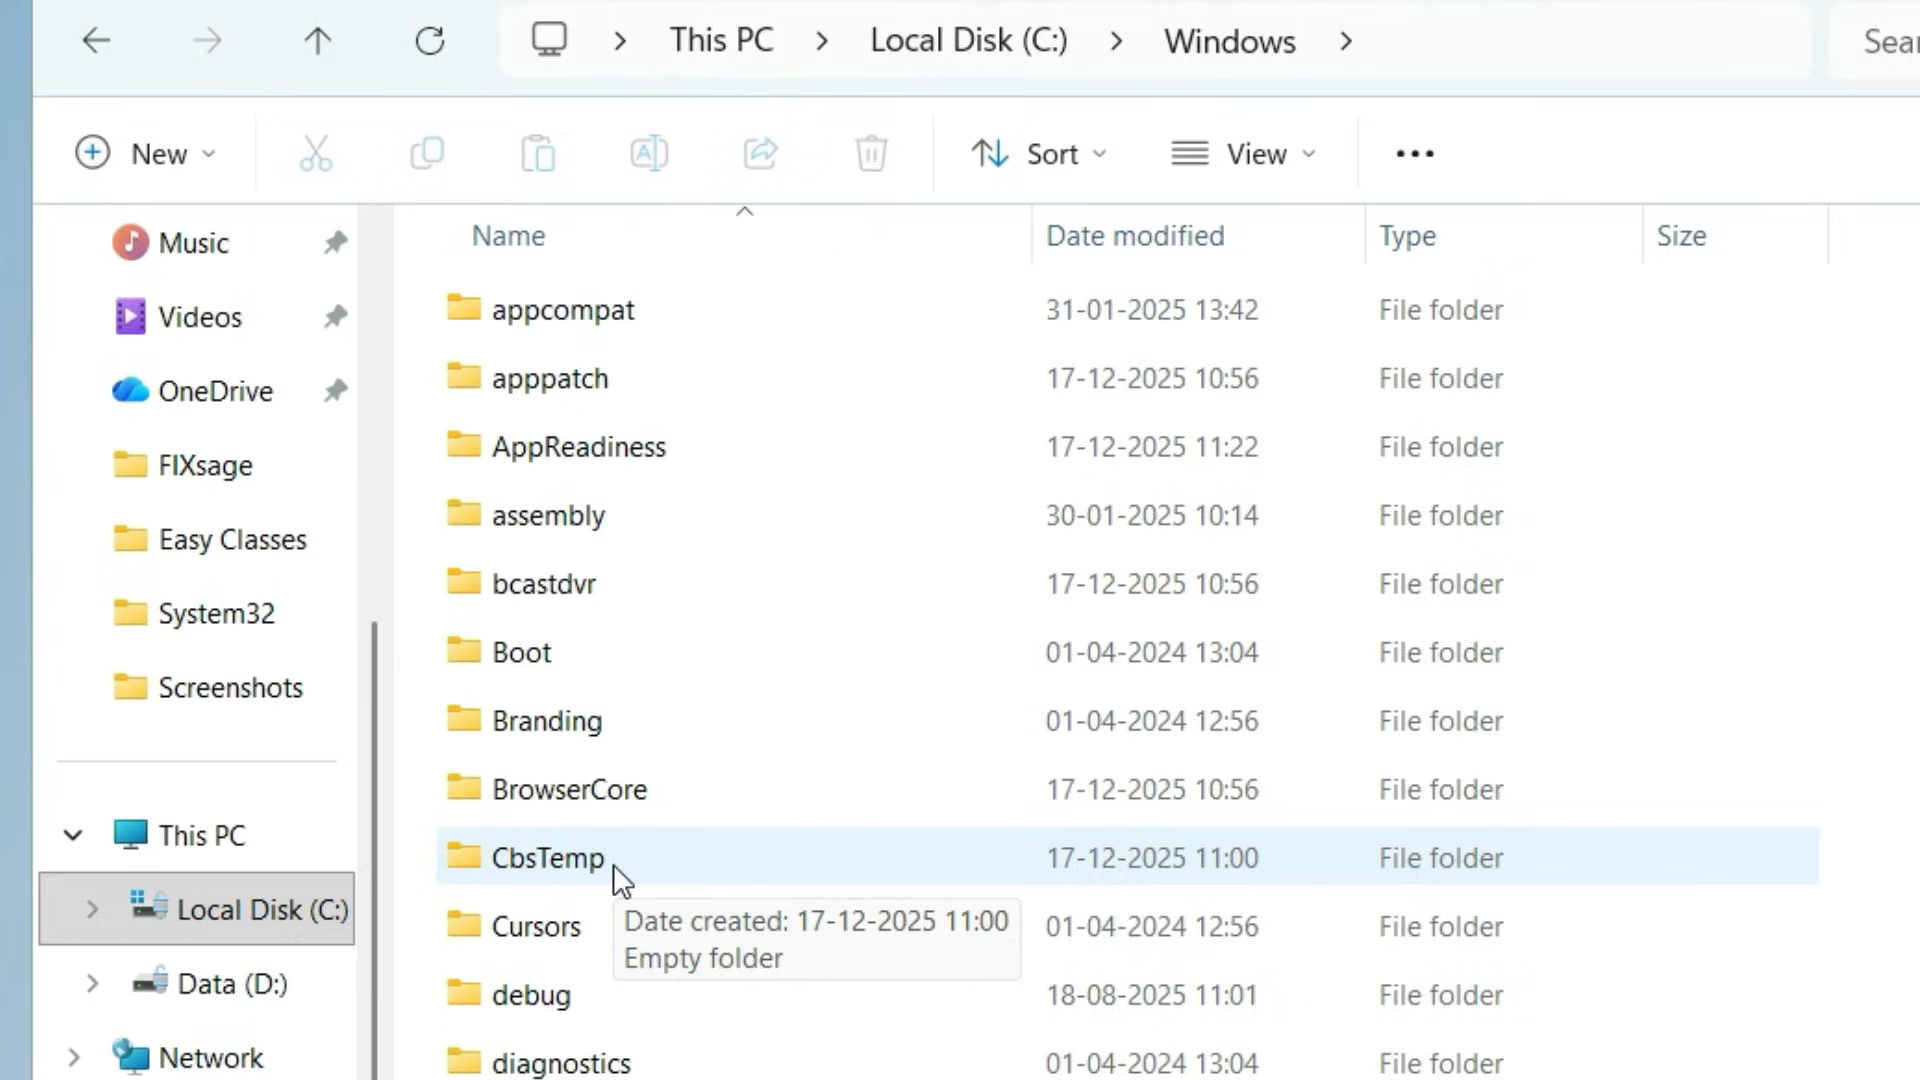 This PC
Local Disk (C:)
Windows
Sear
New
Sort
View
Music
Videos
OneDrive
FIXsage
Easy Classes
System32
Screenshots
This PC
Local Disk (C:)
Data (D:)
Network
Name Date modified Type Size
appcompat 31-01-2025 13:42 File folder
apppatch 17-12-2025 10:56 File folder
AppReadiness 17-12-2025 11:22 File folder
assembly 30-01-2025 10:14 File folder
bcastdvr 17-12-2025 10:56 File folder
Boot 01-04-2024 13:04 File folder
Branding 01-04-2024 12:56 File folder
BrowserCore 17-12-2025 10:56 File folder
CbsTemp 17-12-2025 11:00 File folder
Date created: 17-12-2025 11:00
Empty folder
Cursors 01-04-2024 12:56 File folder
debug 18-08-2025 11:01 File folder
diagnostics 01-04-2024 13:04 File folder